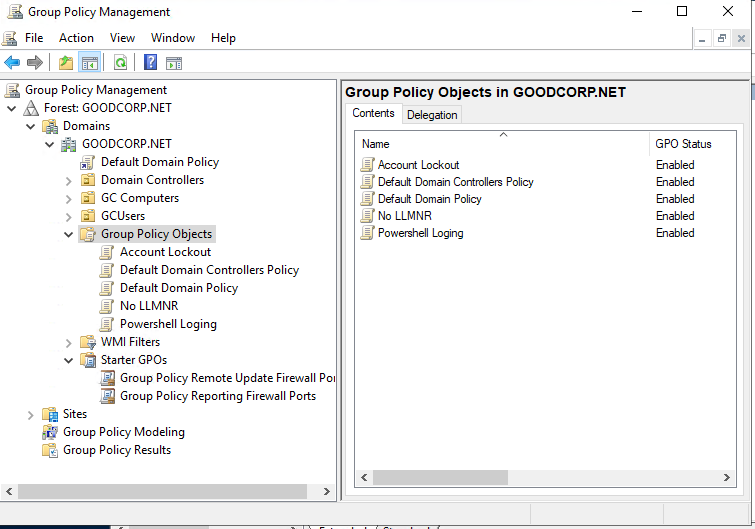 Group Policy Management
File Action View Window Help
Group Policy Management
Forest: GOODCORP.NET
Domains
GOODCORP.NET
Default Domain Policy
Domain Controllers
GC Computers
GCUsers
Group Policy Objects
Account Lockout
Default Domain Controllers Policy
Default Domain Policy
No LLMNR
Powershell Loging
WMI Filters
Starter GPOs
Group Policy Remote Update Firewall Por
Group Policy Reporting Firewall Ports
Sites
Group Policy Modeling
Group Policy Results
Group Policy Objects in GOODCORP.NET
Contents Delegation
Name GPO Status
Account Lockout Enabled
Default Domain Controllers Policy Enabled
Default Domain Policy Enabled
No LLMNR Enabled
Powershell Loging Enabled